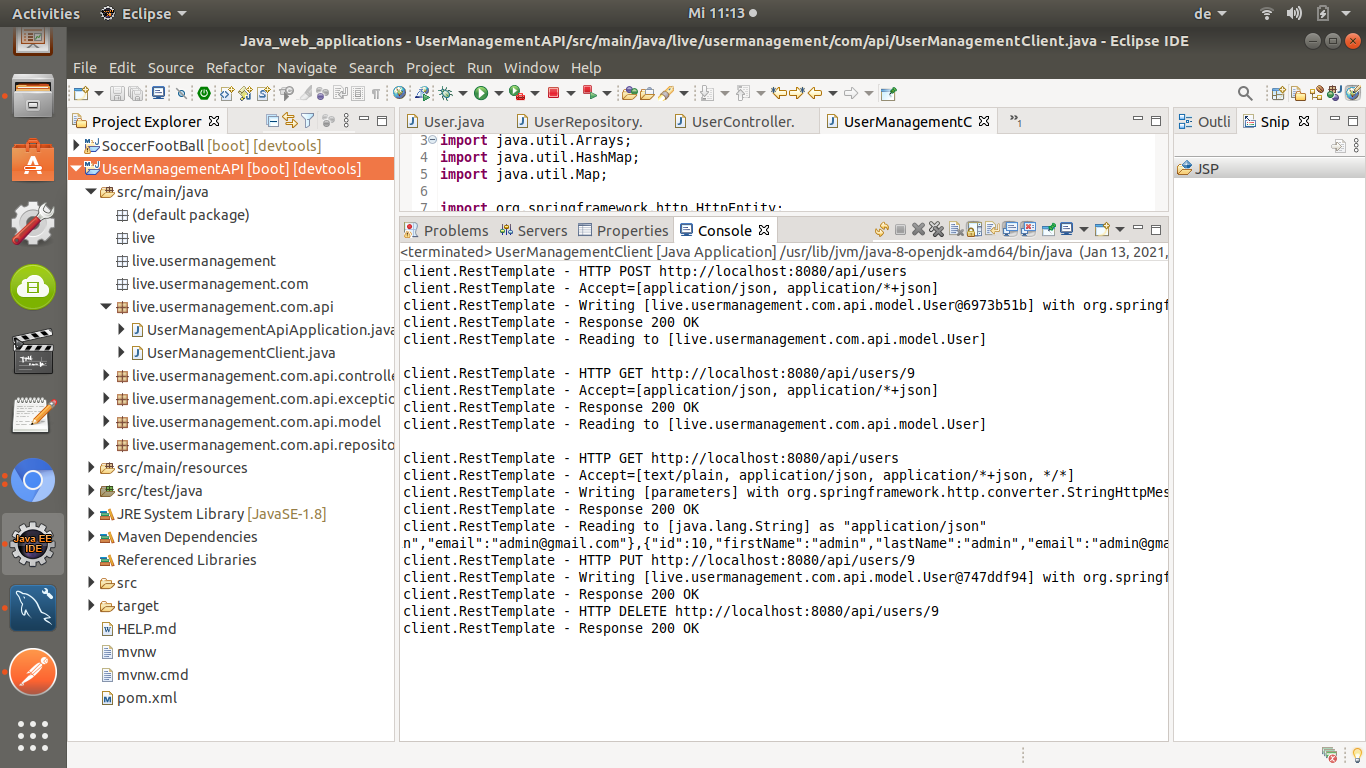 Activities Eclipse Mi 11:13 de
Java_web_applications - UserManagementAPI/src/main/java/live/usermanagement/com/api/UserManagementClient.java - Eclipse IDE
File Edit Source Refactor Navigate Search Project Run Window Help
Project Explorer
SoccerFootBall [boot] [devtools]
UserManagementAPI [boot] [devtools]
src/main/java
(default package)
live
live.usermanagement
live.usermanagement.com
live.usermanagement.com.api
UserManagementApiApplication.java
UserManagementClient.java
live.usermanagement.com.api.controlle
live.usermanagement.com.api.exceptio
live.usermanagement.com.api.model
live.usermanagement.com.api.reposito
src/main/resources
src/test/java
JRE System Library [JavaSE-1.8]
Maven Dependencies
Referenced Libraries
src
target
HELP.md
mvnw
mvnw.cmd
pom.xml
User.java UserRepository. UserController. UserManagementC »1
3 import java.util.Arrays;
4 import java.util.HashMap;
5 import java.util.Map;
6
7 import org.springframework.http.HttpEntity;
Problems Servers Properties Console
<terminated> UserManagementClient [Java Application] /usr/lib/jvm/java-8-openjdk-amd64/bin/java (Jan 13, 2021,
client.RestTemplate - HTTP POST http://localhost:8080/api/users
client.RestTemplate - Accept=[application/json, application/*+json]
client.RestTemplate - Writing [live.usermanagement.com.api.model.User@6973b51b] with org.springf
client.RestTemplate - Response 200 OK
client.RestTemplate - Reading to [live.usermanagement.com.api.model.User]
client.RestTemplate - HTTP GET http://localhost:8080/api/users/9
client.RestTemplate - Accept=[application/json, application/*+json]
client.RestTemplate - Response 200 OK
client.RestTemplate - Reading to [live.usermanagement.com.api.model.User]
client.RestTemplate - HTTP GET http://localhost:8080/api/users
client.RestTemplate - Accept=[text/plain, application/json, application/*+json, */*]
client.RestTemplate - Writing [parameters] with org.springframework.http.converter.StringHttpMes
client.RestTemplate - Response 200 OK
client.RestTemplate - Reading to [java.lang.String] as "application/json"
n","email":"admin@gmail.com"},{"id":10,"firstName":"admin","lastName":"admin","email":"admin@gma
client.RestTemplate - HTTP PUT http://localhost:8080/api/users/9
client.RestTemplate - Writing [live.usermanagement.com.api.model.User@747ddf94] with org.springf
client.RestTemplate - Response 200 OK
client.RestTemplate - HTTP DELETE http://localhost:8080/api/users/9
client.RestTemplate - Response 200 OK
Outli Snip
JSP
Java EE
IDE